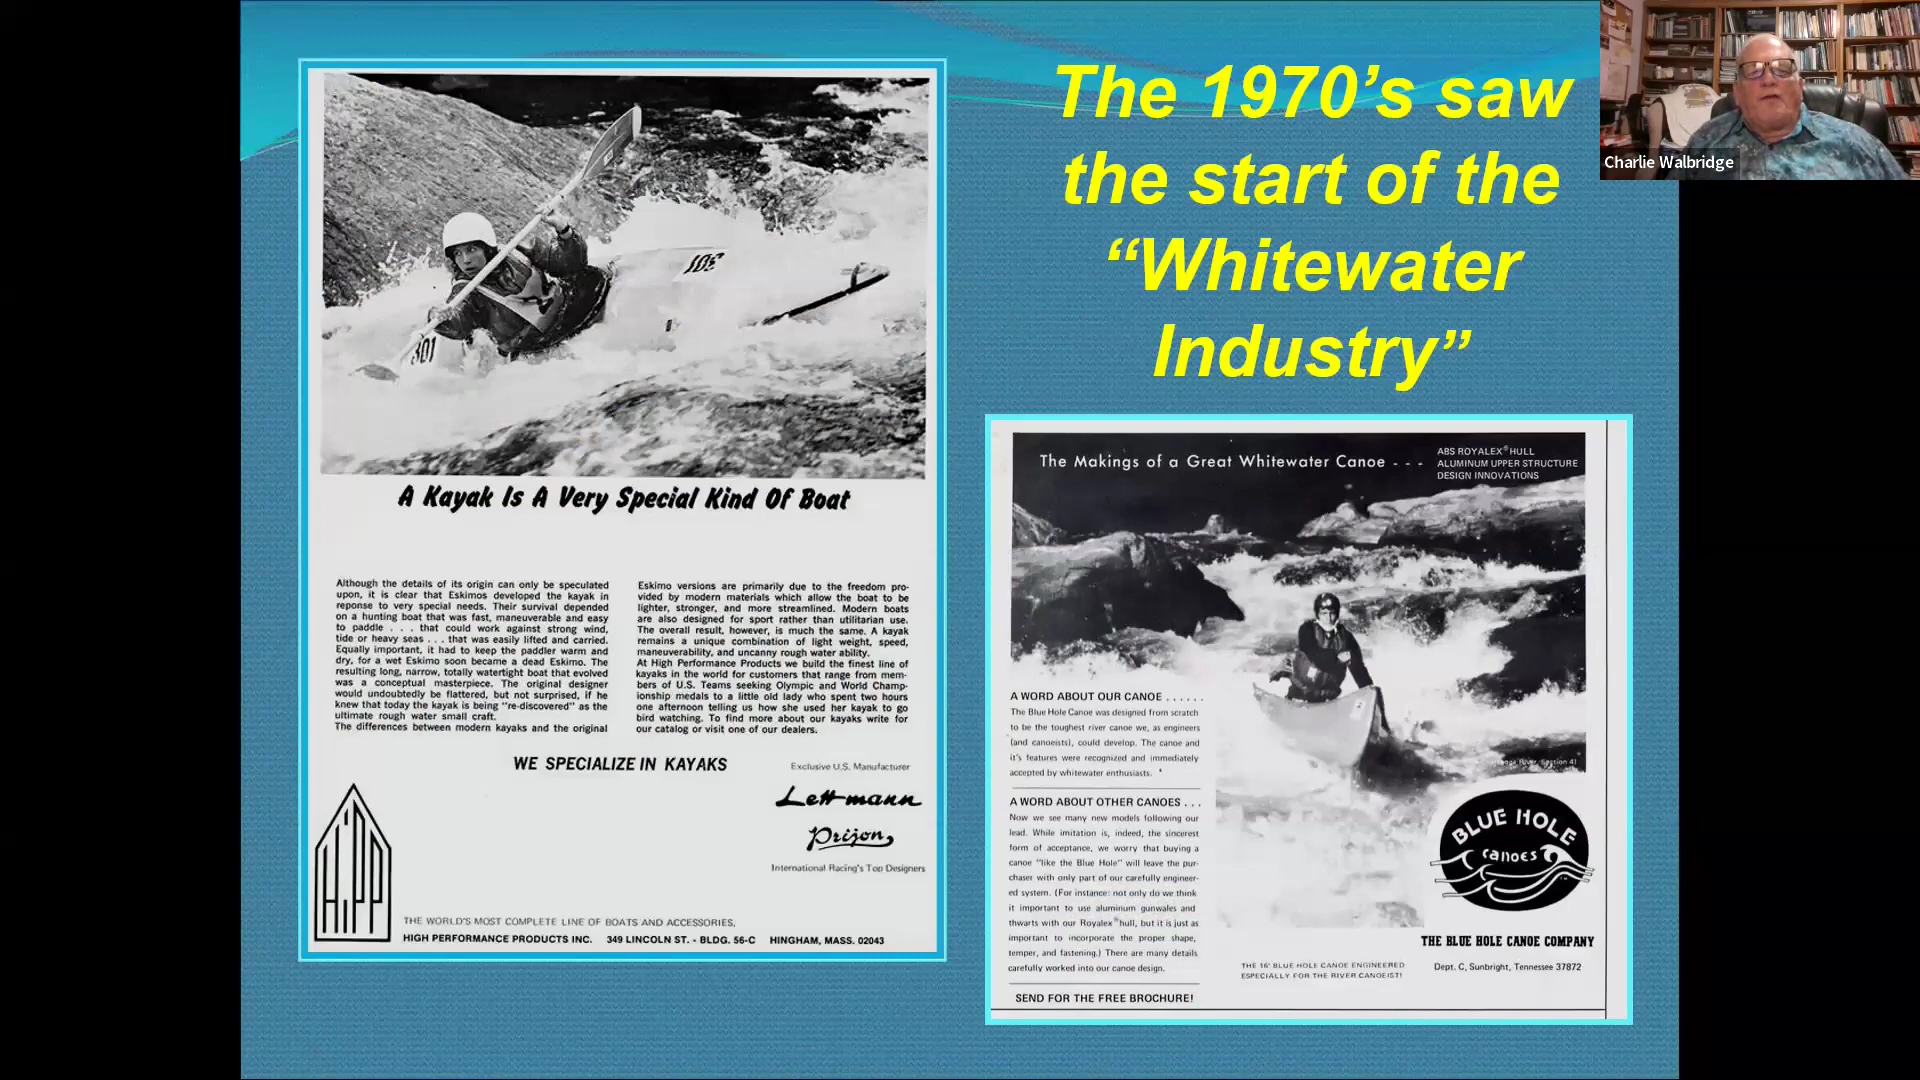 The 1970's saw
the start of the
“Whitewater
Industry”
Charlie Walbridge
301
301
A Kayak Is A Very Special Kind Of Boat
Although the details of its origin can only be speculated
upon, it is clear that Eskimos developed the kayak in
reponse to very special needs. Their survival depended
on a hunting boat that was fast, maneuverable and easy
to paddle . . . that could work against strong wind,
tide or heavy seas . . . that was easily lifted and carried.
Equally important, it had to keep the paddler warm and
dry, for a wet Eskimo soon became a dead Eskimo. The
resulting long, narrow, totally watertight boat that evolved
was a conceptual masterpiece. The original designer
would undoubtedly be flattered, but not surprised, if he
knew that today the kayak is being "re-discovered" as the
ultimate rough water small craft.
The differences between modern kayaks and the original
Eskimo versions are primarily due to the freedom pro-
vided by modern materials which allow the boat to be
lighter, stronger, and more streamlined. Modern boats
are also designed for sport rather than utilitarian use.
The overall result, however, is much the same. A kayak
remains a unique combination of light weight, speed,
maneuverability, and uncanny rough water ability.
At High Performance Products we build the finest line of
kayaks in the world for customers that range from mem-
bers of U.S. Teams seeking Olympic and World Champ-
ionship medals to a little old lady who spent two hours
one afternoon telling us how she used her kayak to go
bird watching. To find more about our kayaks write for
our catalog or visit one of our dealers.
WE SPECIALIZE IN KAYAKS
Exclusive U.S. Manufacturer
Lettmann
Prijon
International Racing's Top Designers
HiPP
THE WORLD'S MOST COMPLETE LINE OF BOATS AND ACCESSORIES,
HIGH PERFORMANCE PRODUCTS INC. 349 LINCOLN ST. - BLDG. 56-C HINGHAM, MASS. 02043
The Makings of a Great Whitewater Canoe - - -
ABS ROYALEX® HULL
ALUMINUM UPPER STRUCTURE
DESIGN INNOVATIONS
A WORD ABOUT OUR CANOE . . . . . .
The Blue Hole Canoe was designed from scratch
to be the toughest river canoe we, as engineers
(and canoeists), could develop. The canoe and
it's features were recognized and immediately
accepted by whitewater enthusiasts.
A WORD ABOUT OTHER CANOES . . .
Now we see many new models following our
lead. While imitation is, indeed, the sincerest
form of acceptance, we worry that buying a
canoe "like the Blue Hole" will leave the pur-
chaser with only part of our carefully engineer-
ed system. (For instance: not only do we think
it important to use aluminum gunwales and
thwarts with our Royalex® hull, but it is just as
important to incorporate the proper shape,
temper, and fastening.) There are many details
carefully worked into our canoe design.
SEND FOR THE FREE BROCHURE!
River, Section 4)
BLUE HOLE
canoes
THE 16' BLUE HOLE CANOE ENGINEERED
ESPECIALLY FOR THE RIVER CANOEIST!
THE BLUE HOLE CANOE COMPANY
Dept. C, Sunbright, Tennessee 37872